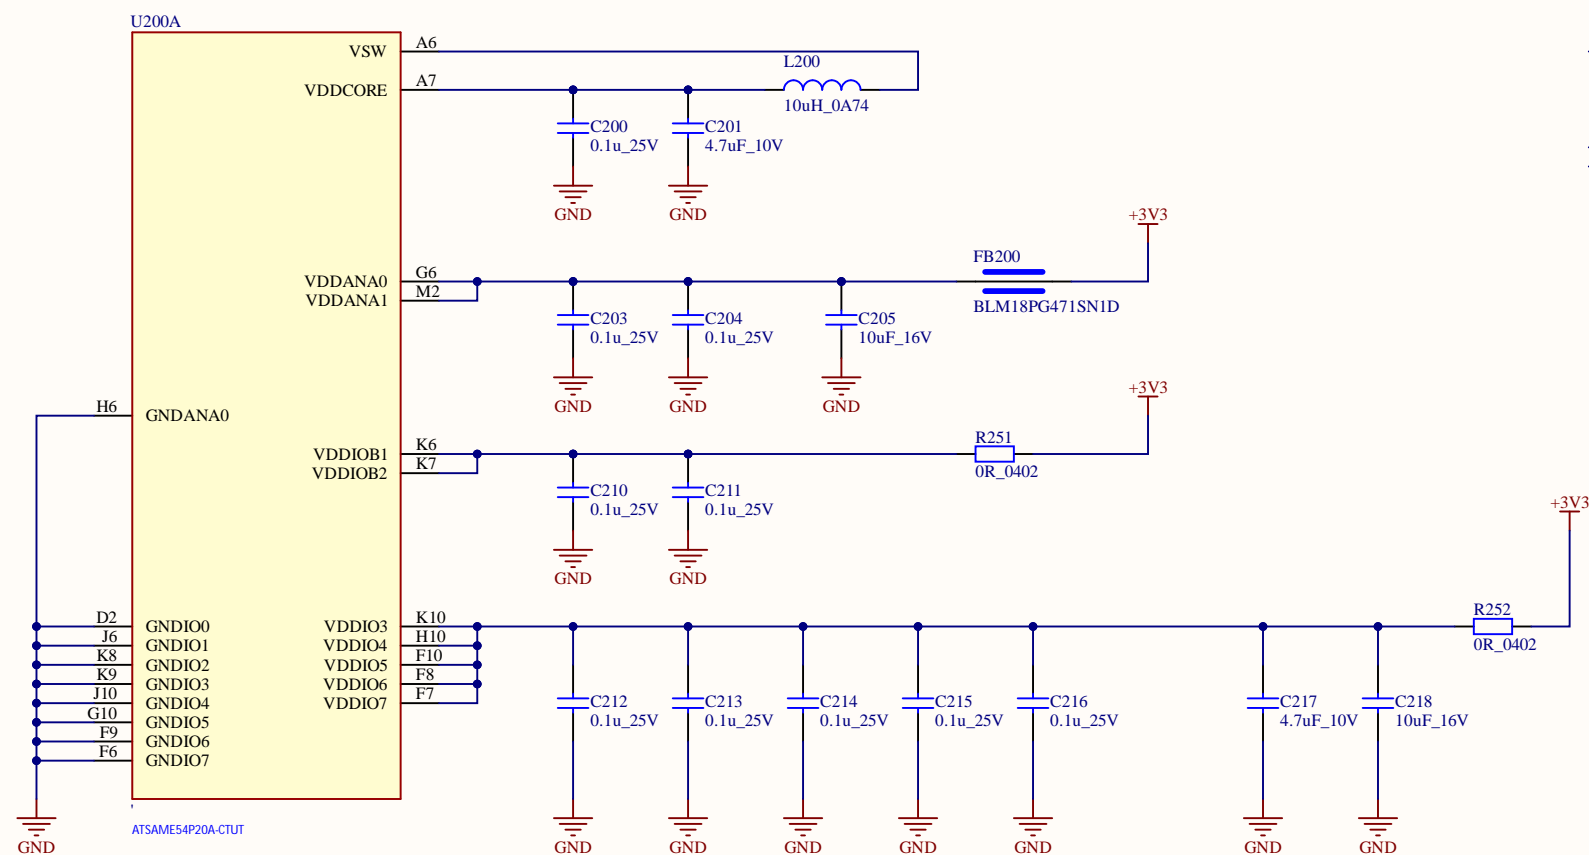 U200A
VSW
A6
VDDCORE
A7
L200
10uH_0A74
C200
0.1u_25V
C201
4.7uF_10V
GND
GND
+3V3
VDDANA0
G6
VDDANA1
M2
FB200
BLM18PG471SN1D
C203
0.1u_25V
C204
0.1u_25V
C205
10uF_16V
GND
GND
GND
+3V3
H6
GNDANA0
VDDIOB1
K6
VDDIOB2
K7
R251
0R_0402
C210
0.1u_25V
C211
0.1u_25V
GND
GND
+3V3
D2
GNDIO0
J6
GNDIO1
K8
GNDIO2
K9
GNDIO3
J10
GNDIO4
G10
GNDIO5
F9
GNDIO6
F6
GNDIO7
VDDIO3
K10
VDDIO4
H10
VDDIO5
F10
VDDIO6
F8
VDDIO7
F7
R252
0R_0402
C212
0.1u_25V
C213
0.1u_25V
C214
0.1u_25V
C215
0.1u_25V
C216
0.1u_25V
C217
4.7uF_10V
C218
10uF_16V
ATSAME54P20A-CTUT
GND
GND
GND
GND
GND
GND
GND
GND